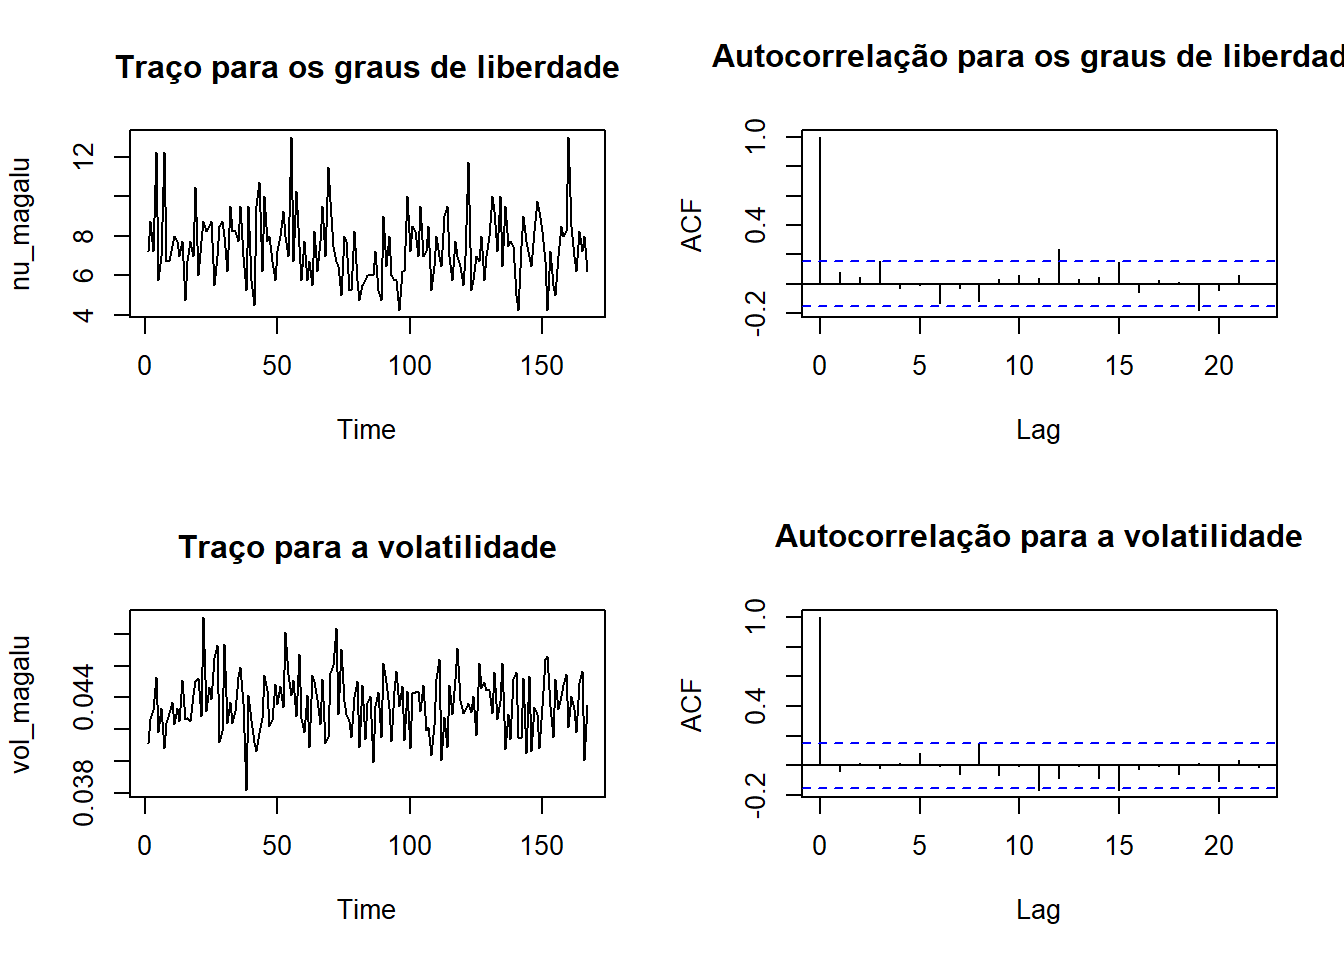 Traço para os graus de liberdade
nu_magalu
4 6 8 12
0 50 100 150
Time
Autocorrelação para os graus de liberdad
ACF
-0.2 0.4 1.0
0 5 10 15 20
Lag
Traço para a volatilidade
vol_magalu
0.038 0.044
0 50 100 150
Time
Autocorrelação para a volatilidade
ACF
-0.2 0.4 1.0
0 5 10 15 20
Lag